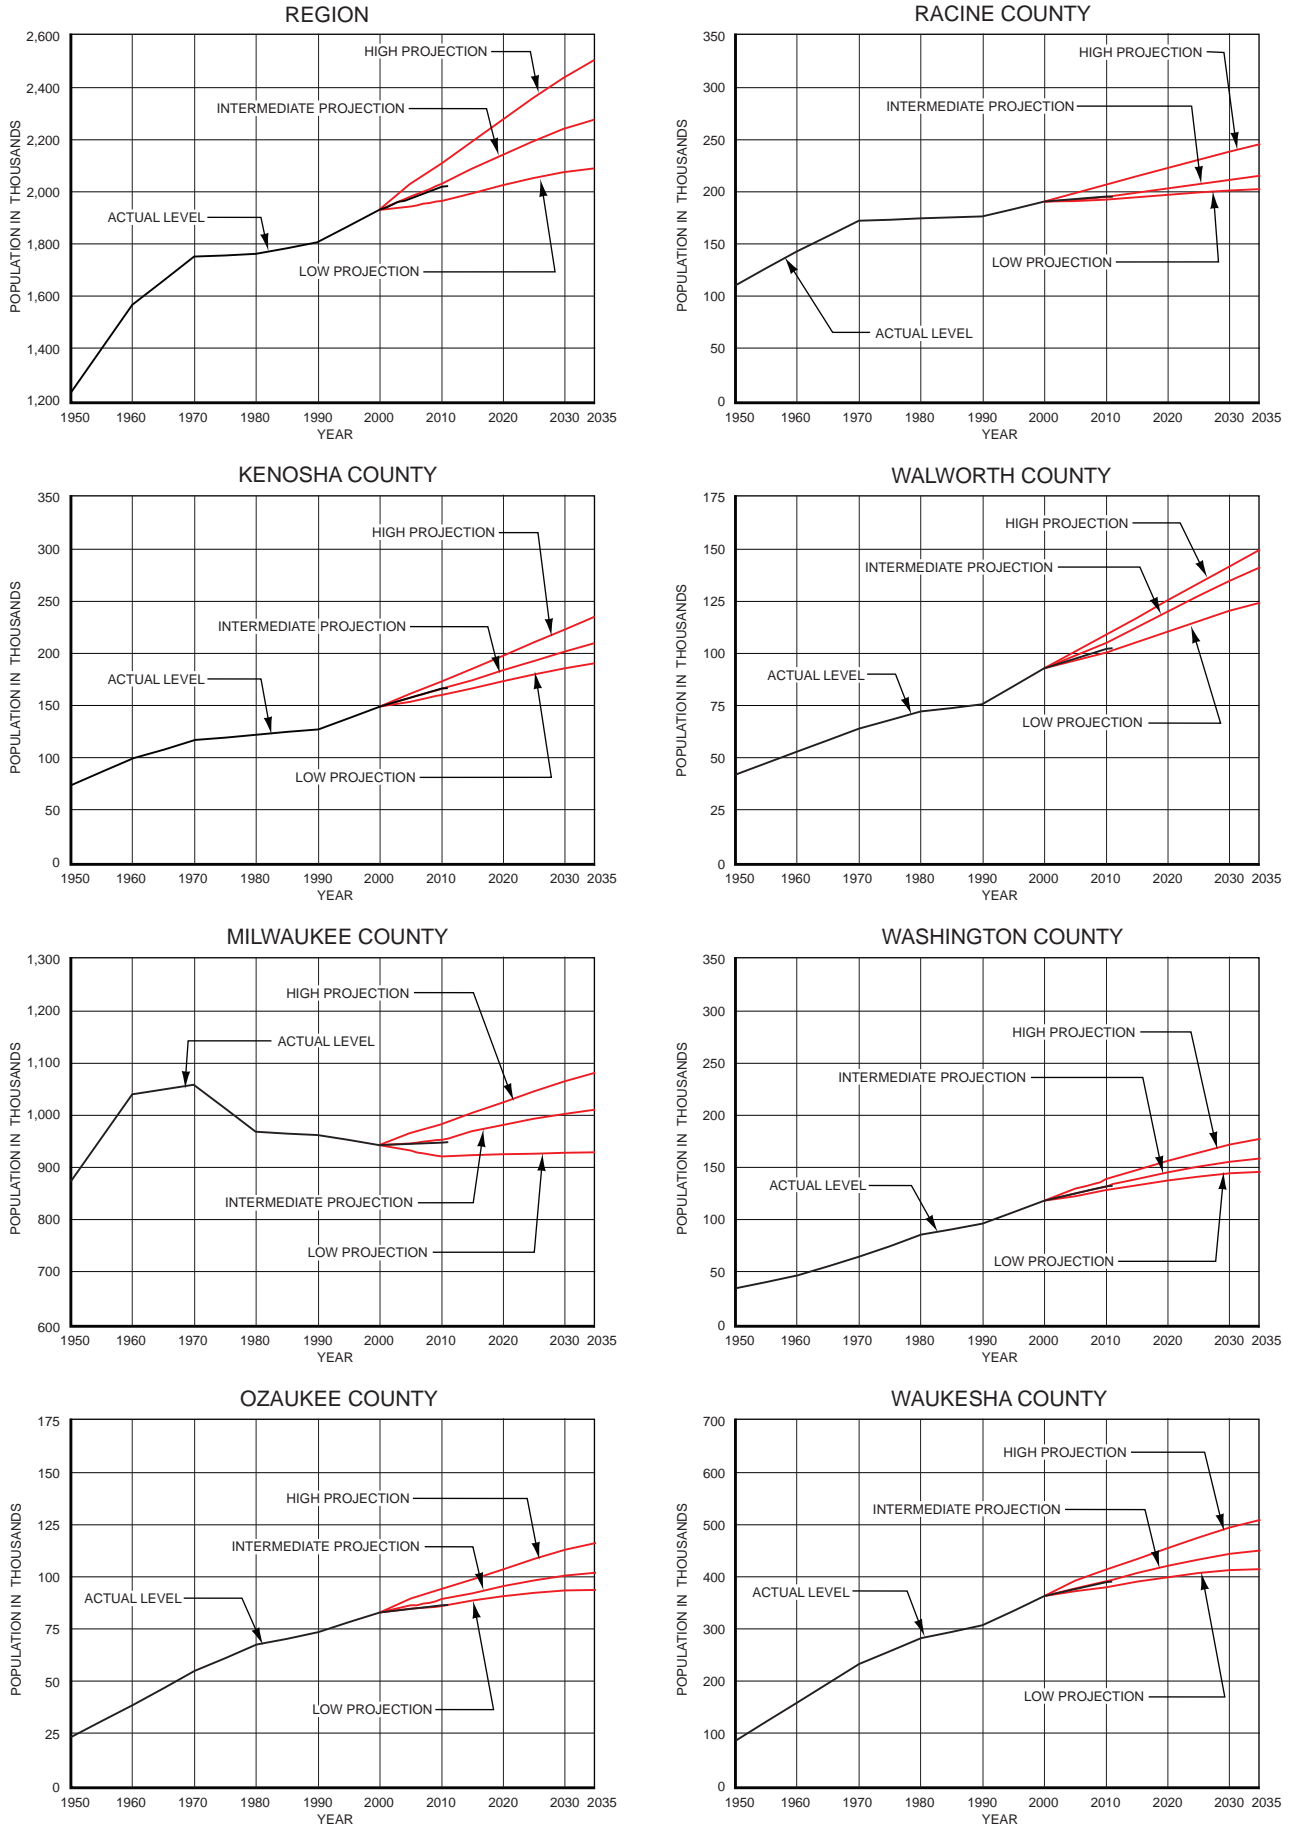 REGION
POPULATION IN THOUSANDS
2,600
2,400
2,200
2,000
1,800
1,600
1,400
1,200
HIGH PROJECTION
INTERMEDIATE PROJECTION
ACTUAL LEVEL
LOW PROJECTION
1950 1960 1970 1980 1990 2000 2010 2020 2030 2035
YEAR
RACINE COUNTY
POPULATION IN THOUSANDS
350
300
250
200
150
100
50
0
HIGH PROJECTION
INTERMEDIATE PROJECTION
LOW PROJECTION
ACTUAL LEVEL
1950 1960 1970 1980 1990 2000 2010 2020 2030 2035
YEAR
KENOSHA COUNTY
POPULATION IN THOUSANDS
350
300
250
200
150
100
50
0
HIGH PROJECTION
INTERMEDIATE PROJECTION
ACTUAL LEVEL
LOW PROJECTION
1950 1960 1970 1980 1990 2000 2010 2020 2030 2035
YEAR
WALWORTH COUNTY
POPULATION IN THOUSANDS
175
150
125
100
75
50
25
0
HIGH PROJECTION
INTERMEDIATE PROJECTION
ACTUAL LEVEL
LOW PROJECTION
1950 1960 1970 1980 1990 2000 2010 2020 2030 2035
YEAR
MILWAUKEE COUNTY
POPULATION IN THOUSANDS
1,300
1,200
1,100
1,000
900
800
700
600
HIGH PROJECTION
ACTUAL LEVEL
INTERMEDIATE PROJECTION
LOW PROJECTION
1950 1960 1970 1980 1990 2000 2010 2020 2030 2035
YEAR
WASHINGTON COUNTY
POPULATION IN THOUSANDS
350
300
250
200
150
100
50
0
HIGH PROJECTION
INTERMEDIATE PROJECTION
ACTUAL LEVEL
LOW PROJECTION
1950 1960 1970 1980 1990 2000 2010 2020 2030 2035
YEAR
OZAUKEE COUNTY
POPULATION IN THOUSANDS
175
150
125
100
75
50
25
0
HIGH PROJECTION
INTERMEDIATE PROJECTION
ACTUAL LEVEL
LOW PROJECTION
1950 1960 1970 1980 1990 2000 2010 2020 2030 2035
YEAR
WAUKESHA COUNTY
POPULATION IN THOUSANDS
700
600
500
400
300
200
100
0
HIGH PROJECTION
INTERMEDIATE PROJECTION
ACTUAL LEVEL
LOW PROJECTION
1950 1960 1970 1980 1990 2000 2010 2020 2030 2035
YEAR